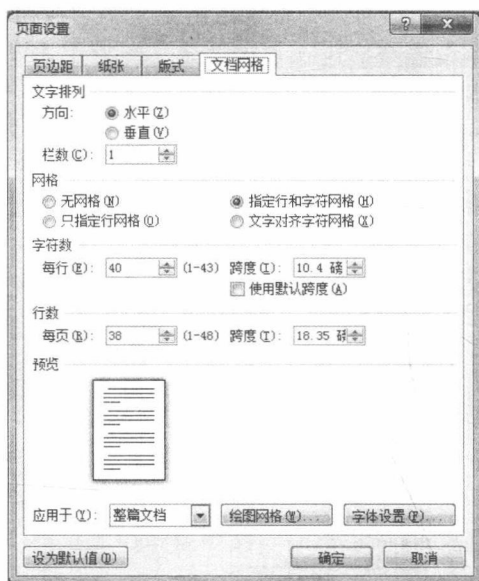 页面设置
页边距 纸张 版式 文档网格
文字排列
方向: 水平(Z)
垂直(V)
栏数(C): 1
网格
无网格(N) 指定行和字符网格(H)
只指定行网格(O) 文字对齐字符网格(X)
字符数
每行(E): 40 (1-43) 跨度(I): 10.4 磅
使用默认跨度(A)
行数
每页(R): 38 (1-48) 跨度(T): 18.35 磅
预览
应用于(Y): 整篇文档 绘图网格(W)... 字体设置(F)...
设为默认值(D) 确定 取消